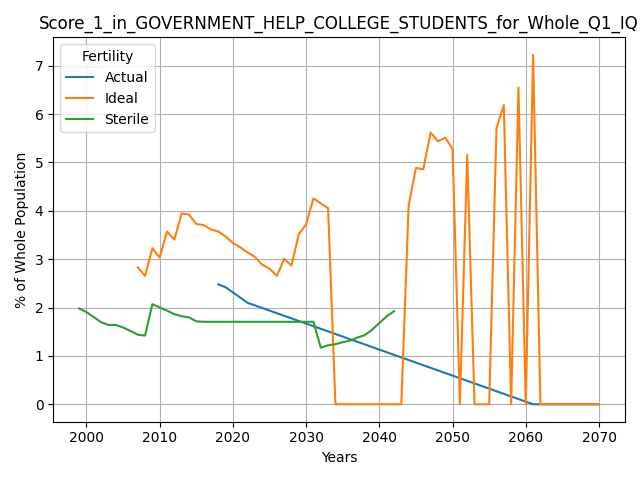 Score_1_in_GOVERNMENT_HELP_COLLEGE_STUDENTS_for_Whole_Q1_IQ
Fertility
Actual
Ideal
Sterile
% of Whole Population
7
6
5
4
3
2
1
0
2000 2010 2020 2030 2040 2050 2060 2070
Years